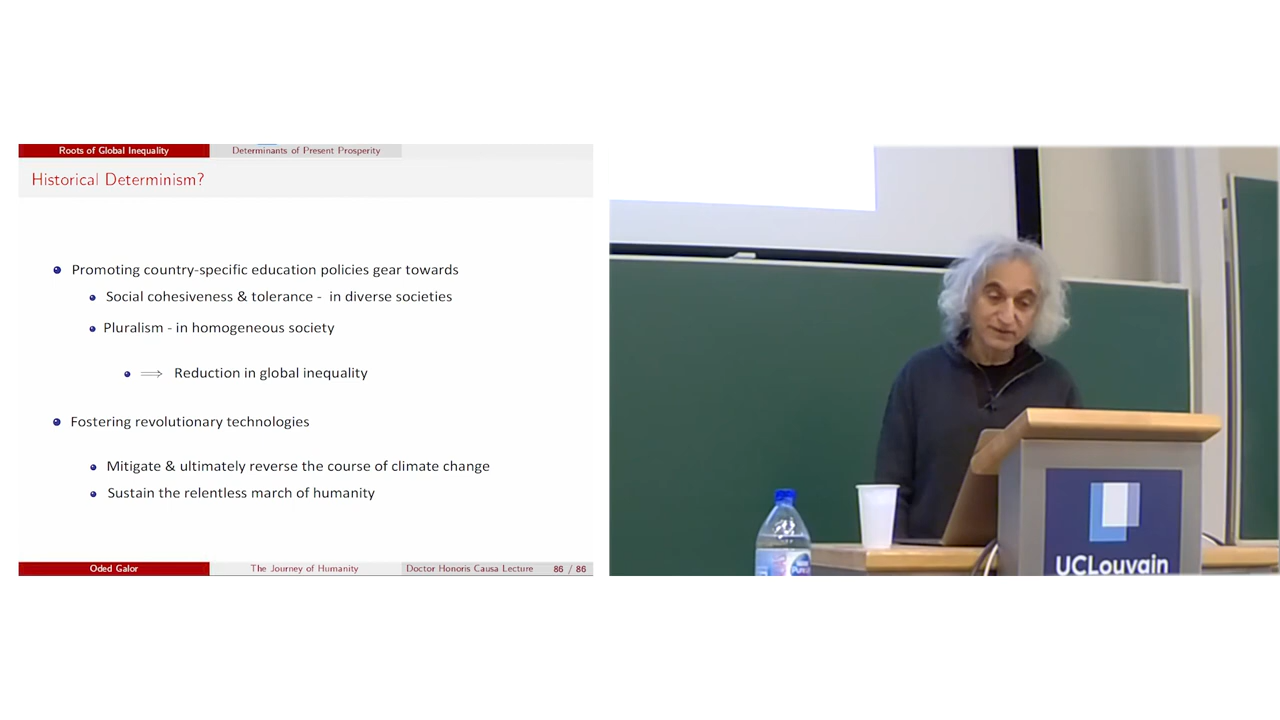 Roots of Global Inequality
Determinants of Present Prosperity
Historical Determinism?
Promoting country-specific education policies gear towards
Social cohesiveness & tolerance - in diverse societies
Pluralism - in homogeneous society
⟹ Reduction in global inequality
Fostering revolutionary technologies
Mitigate & ultimately reverse the course of climate change
Sustain the relentless march of humanity
Oded Galor
The Journey of Humanity
Doctor Honoris Causa Lecture
86 / 86
UCLouvain